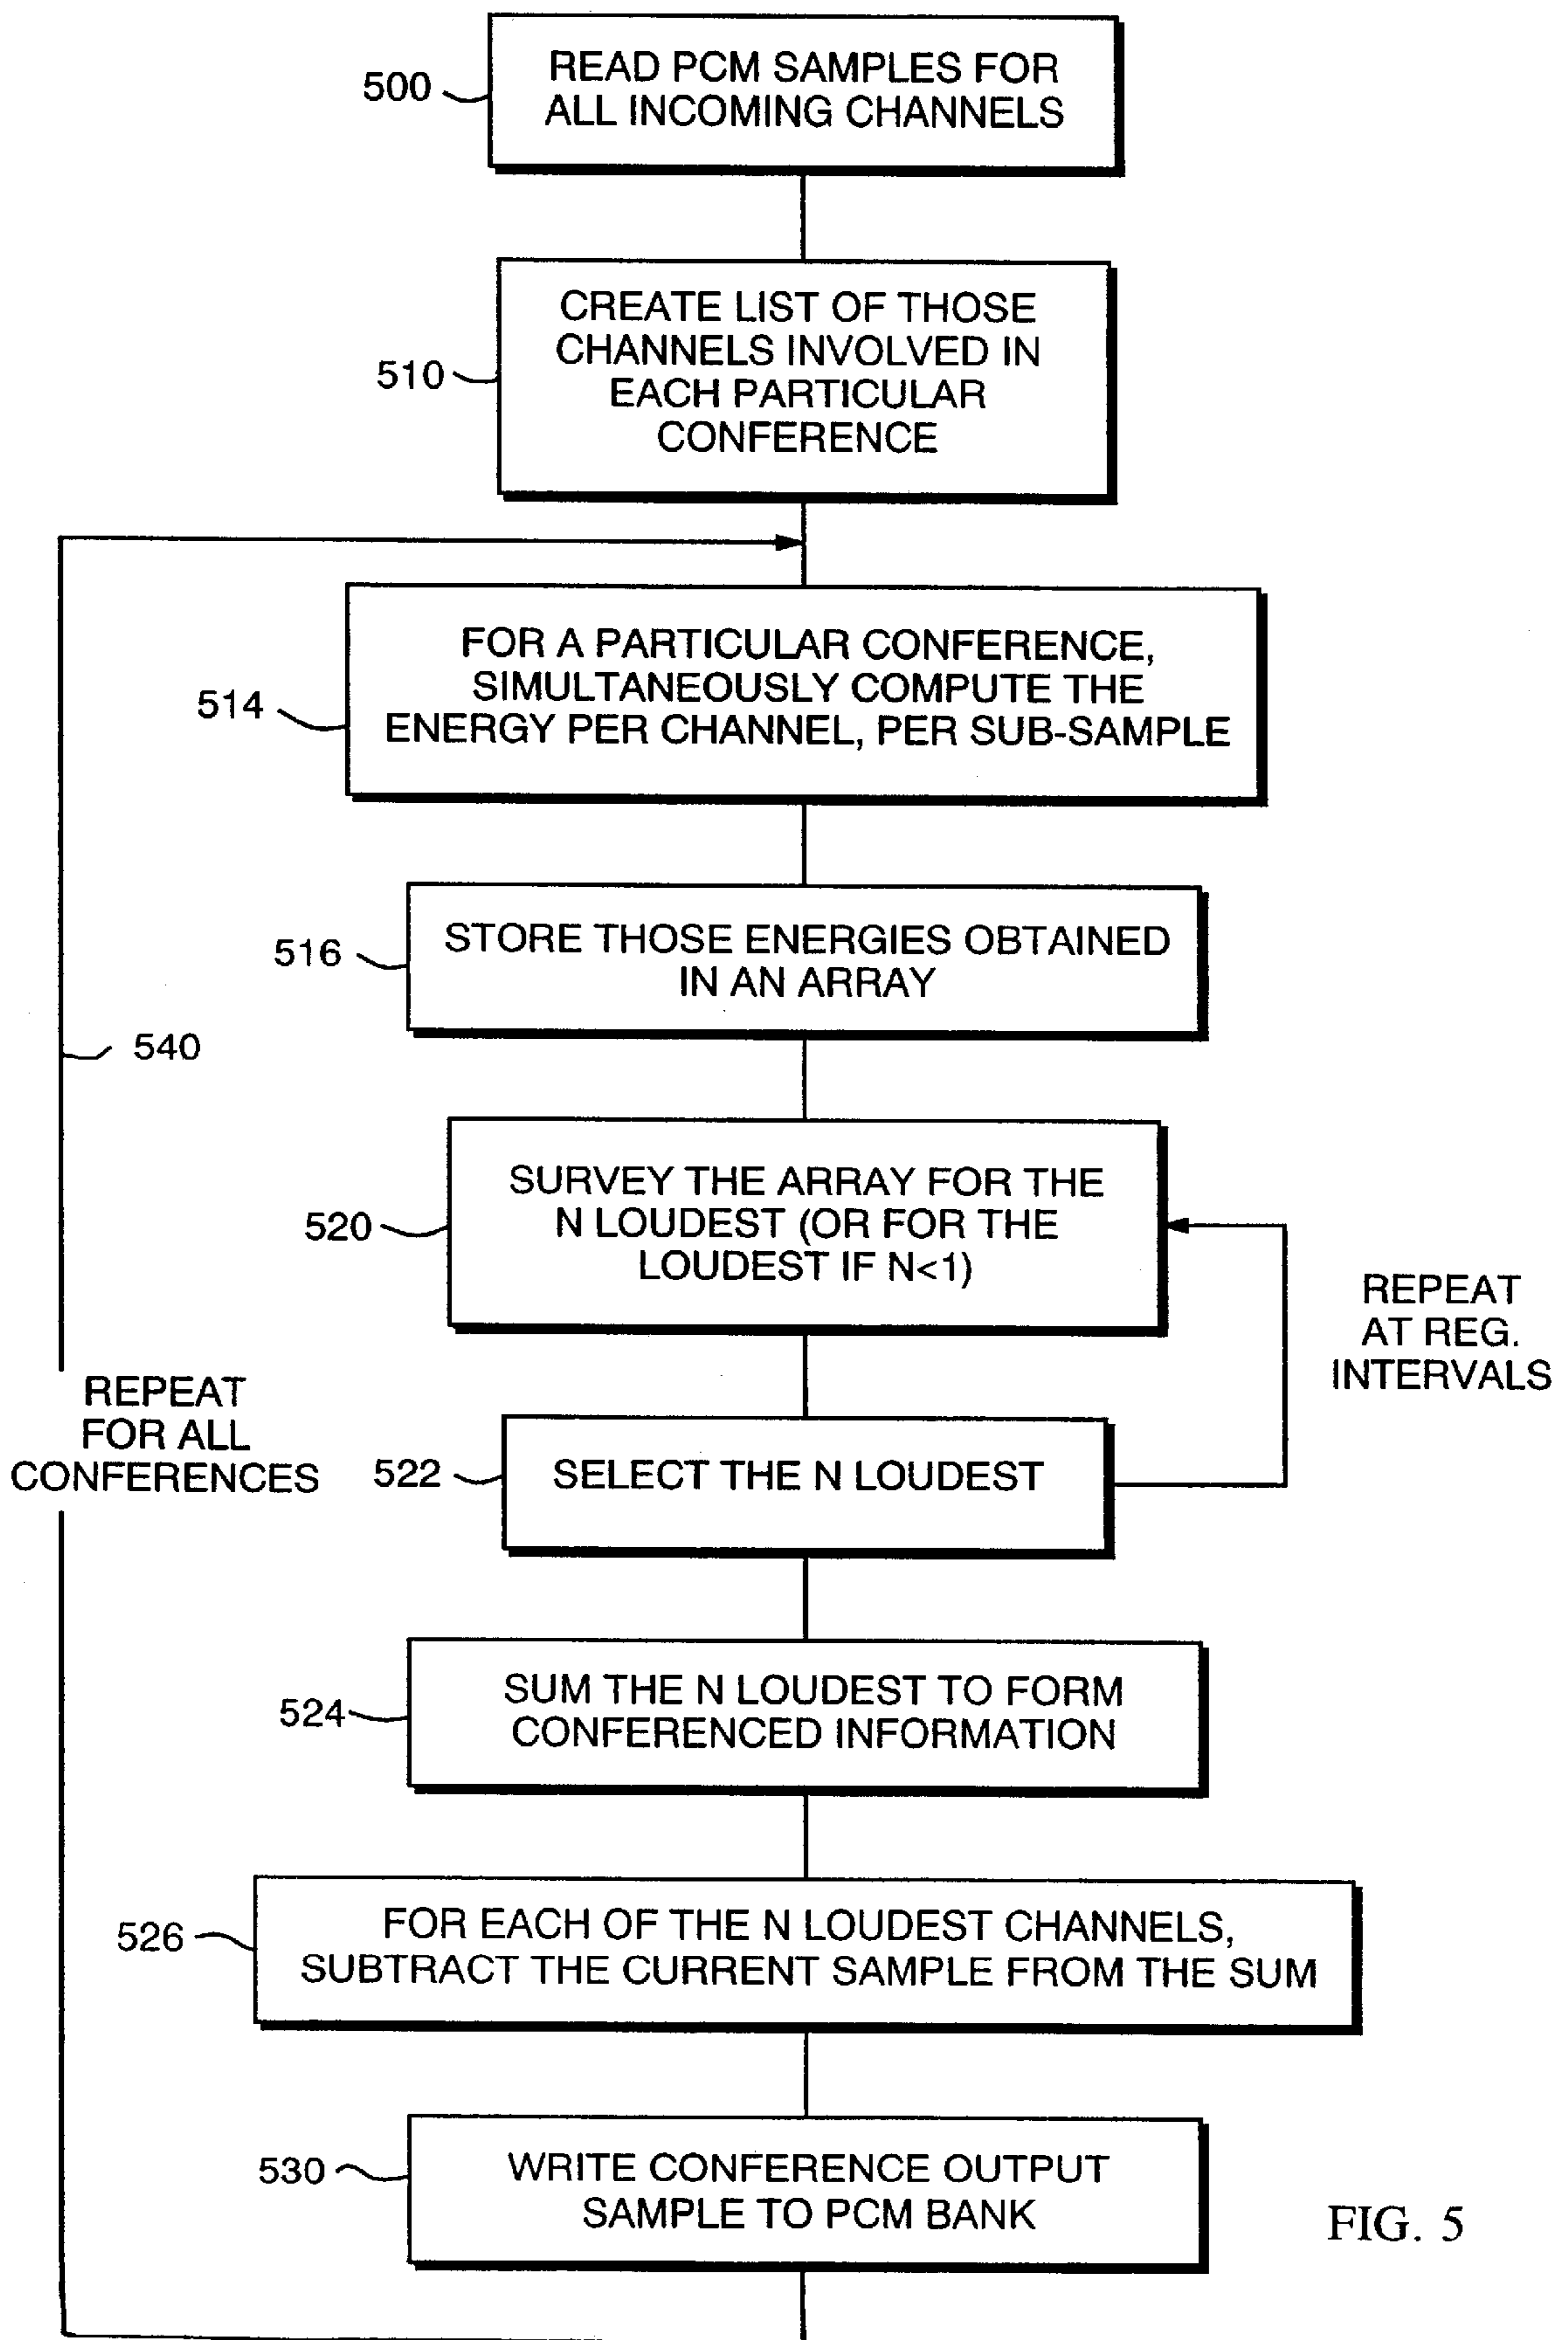 500
READ PCM SAMPLES FOR
ALL INCOMING CHANNELS
510
CREATE LIST OF THOSE
CHANNELS INVOLVED IN
EACH PARTICULAR
CONFERENCE
514
FOR A PARTICULAR CONFERENCE,
SIMULTANEOUSLY COMPUTE THE
ENERGY PER CHANNEL, PER SUB-SAMPLE
516
STORE THOSE ENERGIES OBTAINED
IN AN ARRAY
540
520
SURVEY THE ARRAY FOR THE
N LOUDEST (OR FOR THE
LOUDEST IF N<1)
REPEAT
AT REG.
INTERVALS
REPEAT
FOR ALL
CONFERENCES
522
SELECT THE N LOUDEST
524
SUM THE N LOUDEST TO FORM
CONFERENCED INFORMATION
526
FOR EACH OF THE N LOUDEST CHANNELS,
SUBTRACT THE CURRENT SAMPLE FROM THE SUM
530
WRITE CONFERENCE OUTPUT
SAMPLE TO PCM BANK
FIG. 5